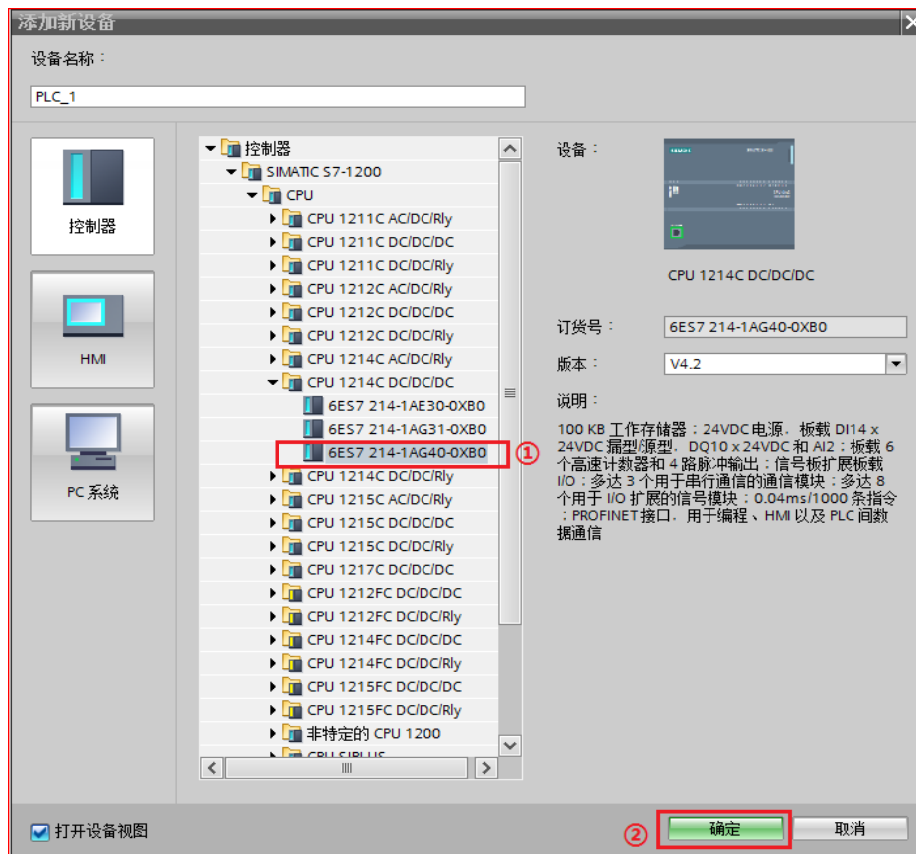 添加新设备
设备名称：
PLC_1
控制器
HMI
PC 系统
控制器
SIMATIC S7-1200
CPU
CPU 1211C AC/DC/Rly
CPU 1211C DC/DC/DC
CPU 1211C DC/DC/Rly
CPU 1212C AC/DC/Rly
CPU 1212C DC/DC/DC
CPU 1212C DC/DC/Rly
CPU 1214C AC/DC/Rly
CPU 1214C DC/DC/DC
6ES7 214-1AE30-0XB0
6ES7 214-1AG31-0XB0
6ES7 214-1AG40-0XB0
①
CPU 1214C DC/DC/Rly
CPU 1215C AC/DC/Rly
CPU 1215C DC/DC/DC
CPU 1215C DC/DC/Rly
CPU 1217C DC/DC/DC
CPU 1212FC DC/DC/DC
CPU 1212FC DC/DC/Rly
CPU 1214FC DC/DC/DC
CPU 1214FC DC/DC/Rly
CPU 1215FC DC/DC/DC
CPU 1215FC DC/DC/Rly
非特定的 CPU 1200
CPU SIPLUS
设备：
CPU 1214C DC/DC/DC
订货号：
6ES7 214-1AG40-0XB0
版本：
V4.2
说明：
100 KB 工作存储器；24VDC 电源，板载 DI14 x
24VDC 漏型/源型，DQ10 x 24VDC 和 AI2；板载 6
个高速计数器和 4 路脉冲输出；信号板扩展板载
I/O；多达 3 个用于串行通信的通信模块；多达 8
个用于 I/O 扩展的信号模块；0.04ms/1000 条指令
；PROFINET 接口，用于编程、HMI 以及 PLC 间数
据通信
打开设备视图
②
确定
取消